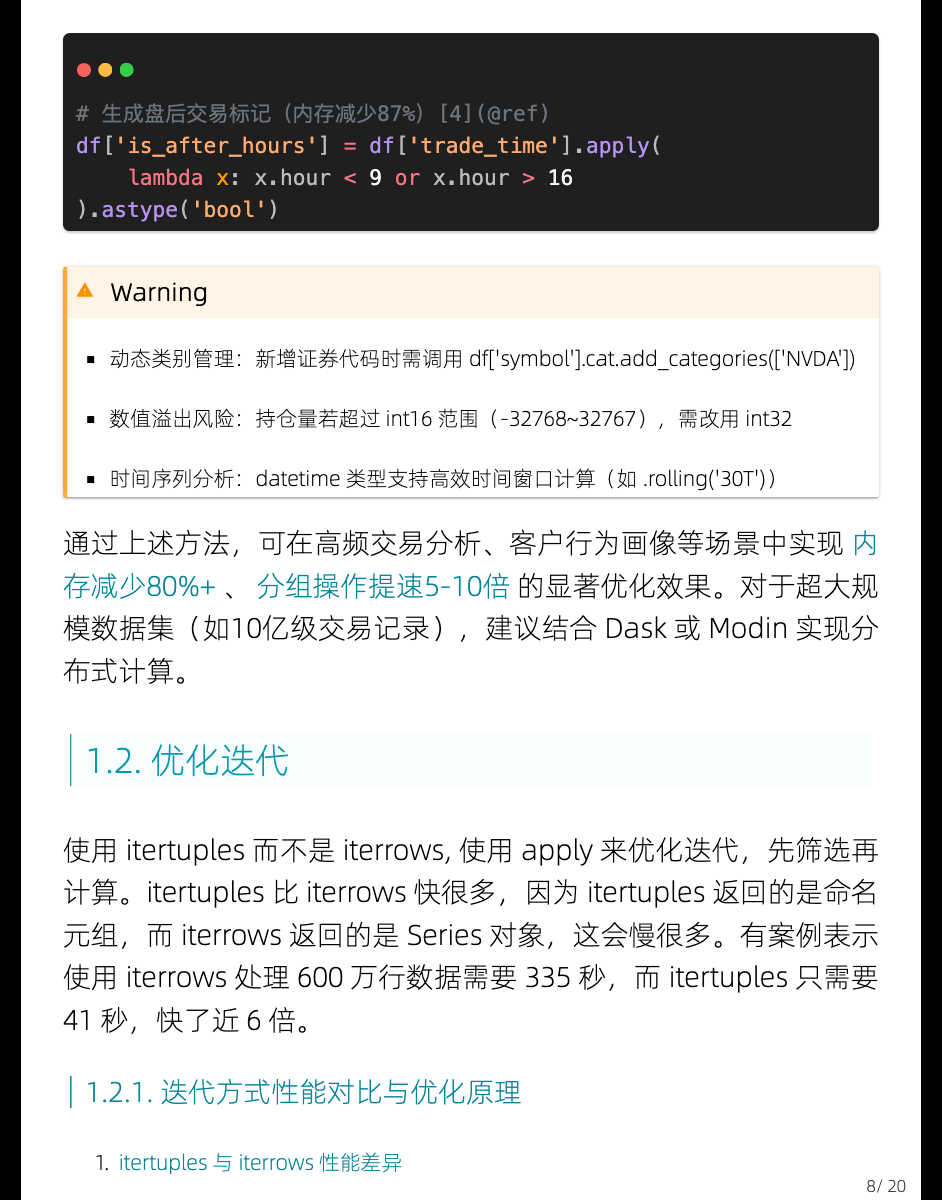 # 生成盘后交易标记（内存减少87%）[4](@ref)
df['is_after_hours'] = df['trade_time'].apply(
    lambda x: x.hour < 9 or x.hour > 16
).astype('bool')
Warning
▪ 动态类别管理：新增证券代码时需调用 df['symbol'].cat.add_categories(['NVDA'])
▪ 数值溢出风险：持仓量若超过 int16 范围（-32768~32767），需改用 int32
▪ 时间序列分析：datetime 类型支持高效时间窗口计算（如 .rolling('30T')）
通过上述方法，可在高频交易分析、客户行为画像等场景中实现 内
存减少80%+ 、 分组操作提速5-10倍 的显著优化效果。对于超大规
模数据集（如10亿级交易记录），建议结合 Dask 或 Modin 实现分
布式计算。
1.2. 优化迭代
使用 itertuples 而不是 iterrows, 使用 apply 来优化迭代，先筛选再
计算。itertuples 比 iterrows 快很多，因为 itertuples 返回的是命名
元组，而 iterrows 返回的是 Series 对象，这会慢很多。有案例表示
使用 iterrows 处理 600 万行数据需要 335 秒，而 itertuples 只需要
41 秒，快了近 6 倍。
1.2.1. 迭代方式性能对比与优化原理
1. itertuples 与 iterrows 性能差异
8/ 20